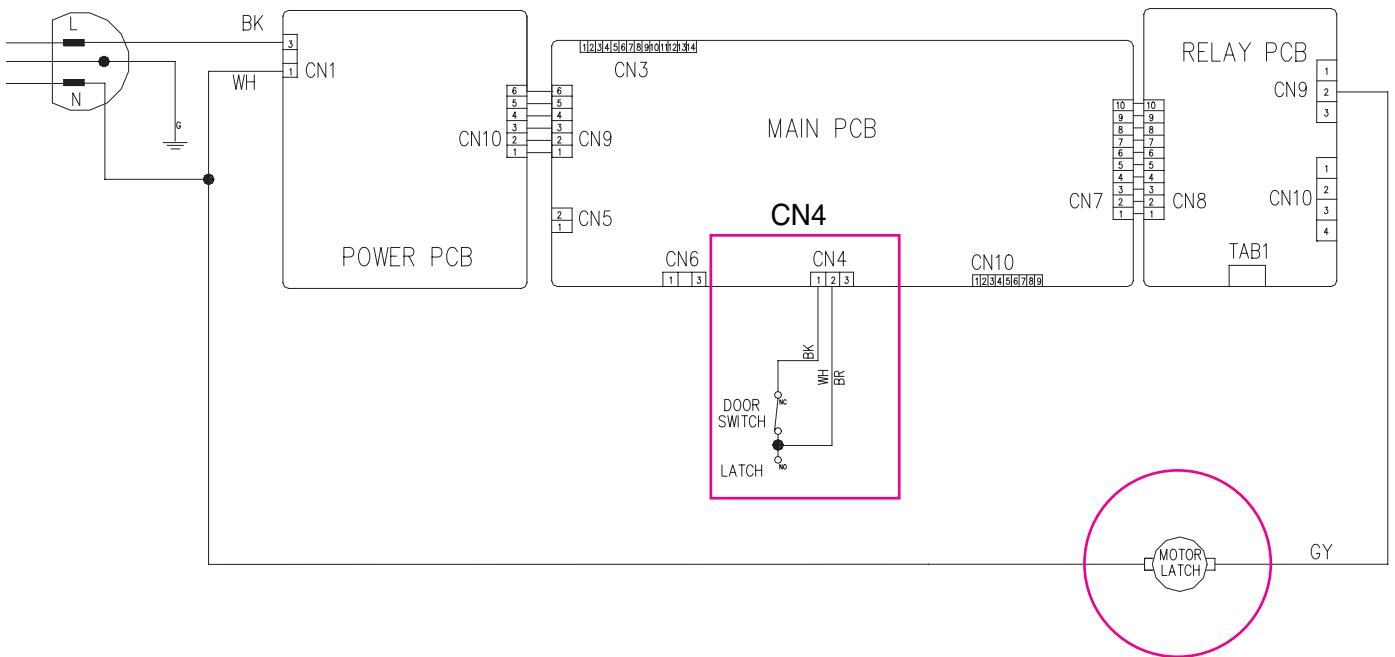 L
BK
3
1
CN1
WH
N
G
POWER PCB
6
5
4
3
2
1
CN10
6
5
4
3
2
1
CN9
2
1
CN5
1 2 3 4 5 6 7 8 9 10 11 12 13 14
CN3
MAIN PCB
CN6
1 3
CN4
CN4
1 2 3
BK
WH
BR
NC
DOOR
SWITCH
NO
LATCH
CN10
1 2 3 4 5 6 7 8 9
10
9
8
7
6
5
4
3
2
1
CN7
10
9
8
7
6
5
4
3
2
1
CN8
RELAY PCB
CN9
1
2
3
CN10
1
2
3
4
TAB1
MOTOR
LATCH
GY